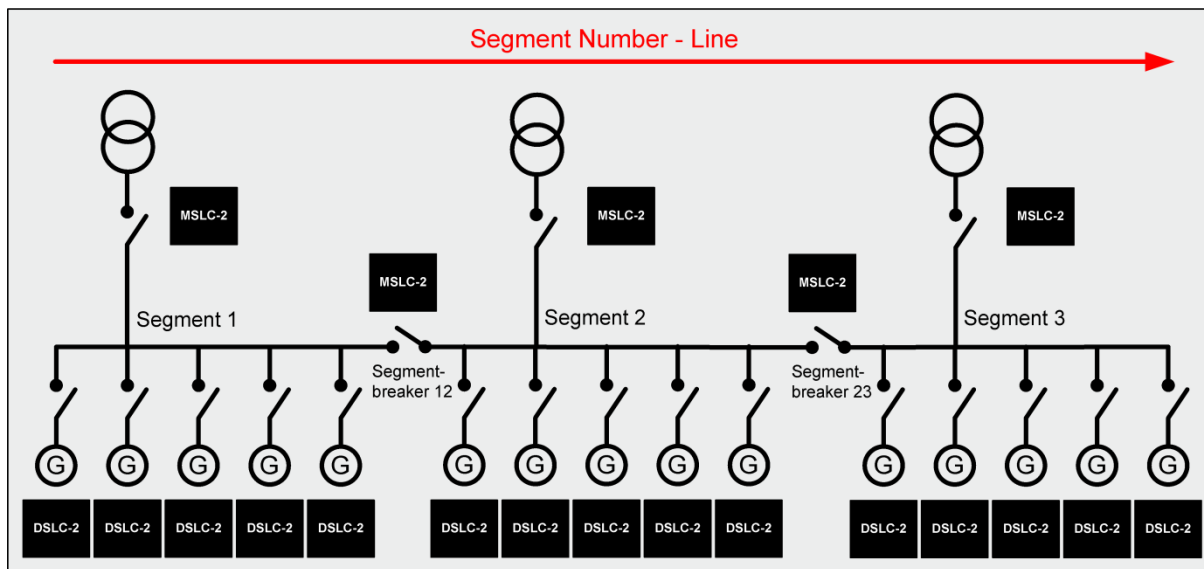 Segment Number - Line
MSLC-2
MSLC-2
MSLC-2
MSLC-2
MSLC-2
Segment 1
Segment 2
Segment 3
Segment-
breaker 12
Segment-
breaker 23
G G G G G G G G G G G G G G G
DSLC-2 DSLC-2 DSLC-2 DSLC-2 DSLC-2 DSLC-2 DSLC-2 DSLC-2 DSLC-2 DSLC-2 DSLC-2 DSLC-2 DSLC-2 DSLC-2 DSLC-2